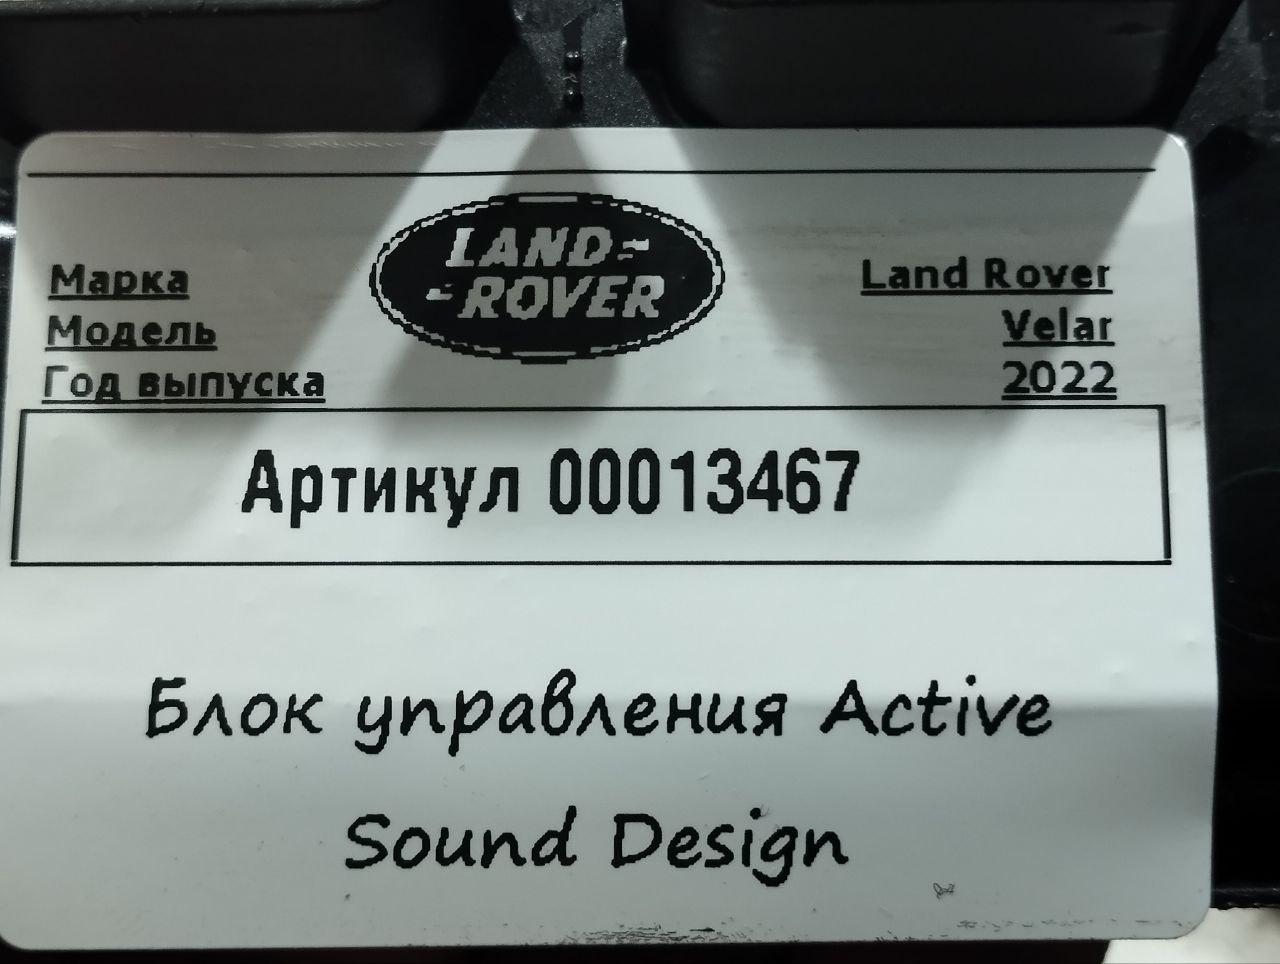 LAND-
-ROVER
Марка Land Rover
Модель Velar
Год выпуска 2022
Артикул 00013467
Блок управления Active
Sound Design